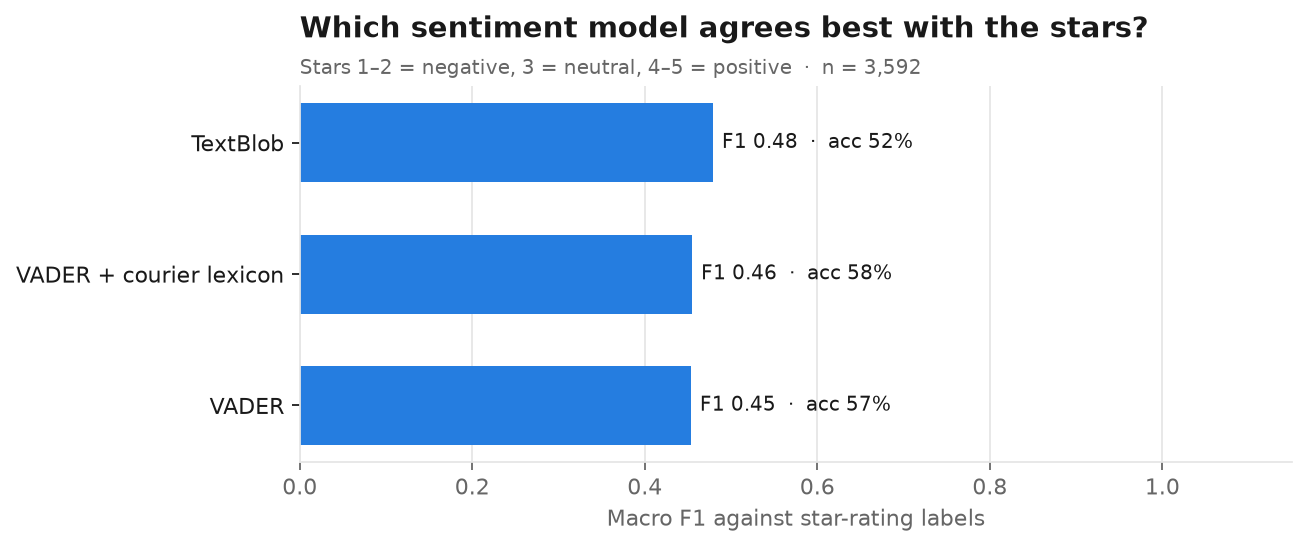 Which sentiment model agrees best with the stars?
Stars 1–2 = negative, 3 = neutral, 4–5 = positive · n = 3,592
TextBlob
F1 0.48 · acc 52%
VADER + courier lexicon
F1 0.46 · acc 58%
VADER
F1 0.45 · acc 57%
0.0 0.2 0.4 0.6 0.8 1.0
Macro F1 against star-rating labels